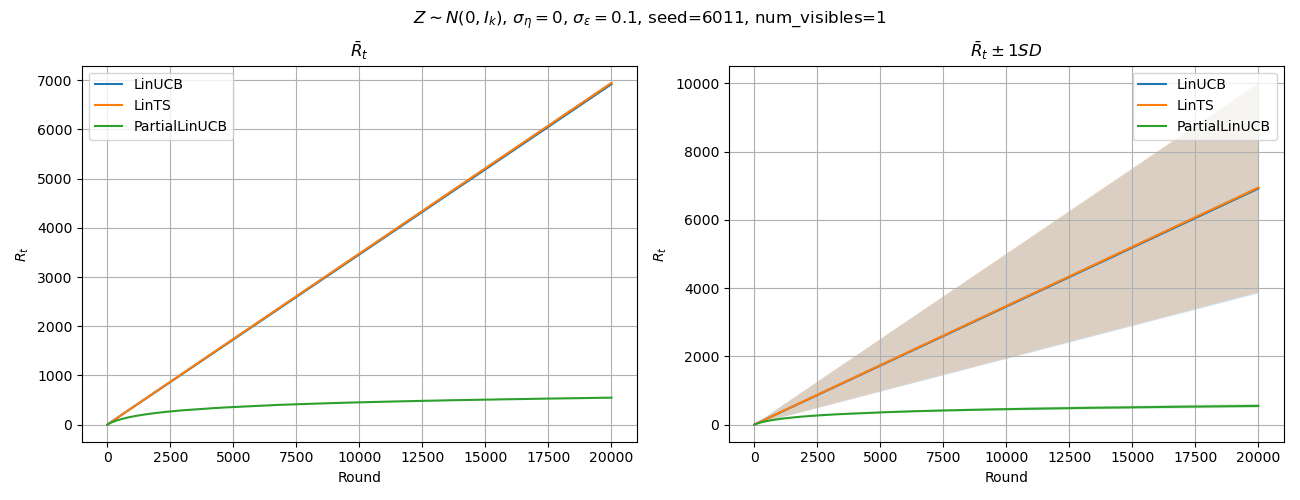 Z ~ N(0, I_k), σ_η = 0, σ_ε = 0.1, seed=6011, num_visibles=1
R̄_t
7000
6000
5000
4000
3000
2000
1000
0
R_t
LinUCB
LinTS
PartialLinUCB
0 2500 5000 7500 10000 12500 15000 17500 20000
Round
R̄_t ± 1SD
10000
8000
6000
4000
2000
0
R_t
LinUCB
LinTS
PartialLinUCB
0 2500 5000 7500 10000 12500 15000 17500 20000
Round